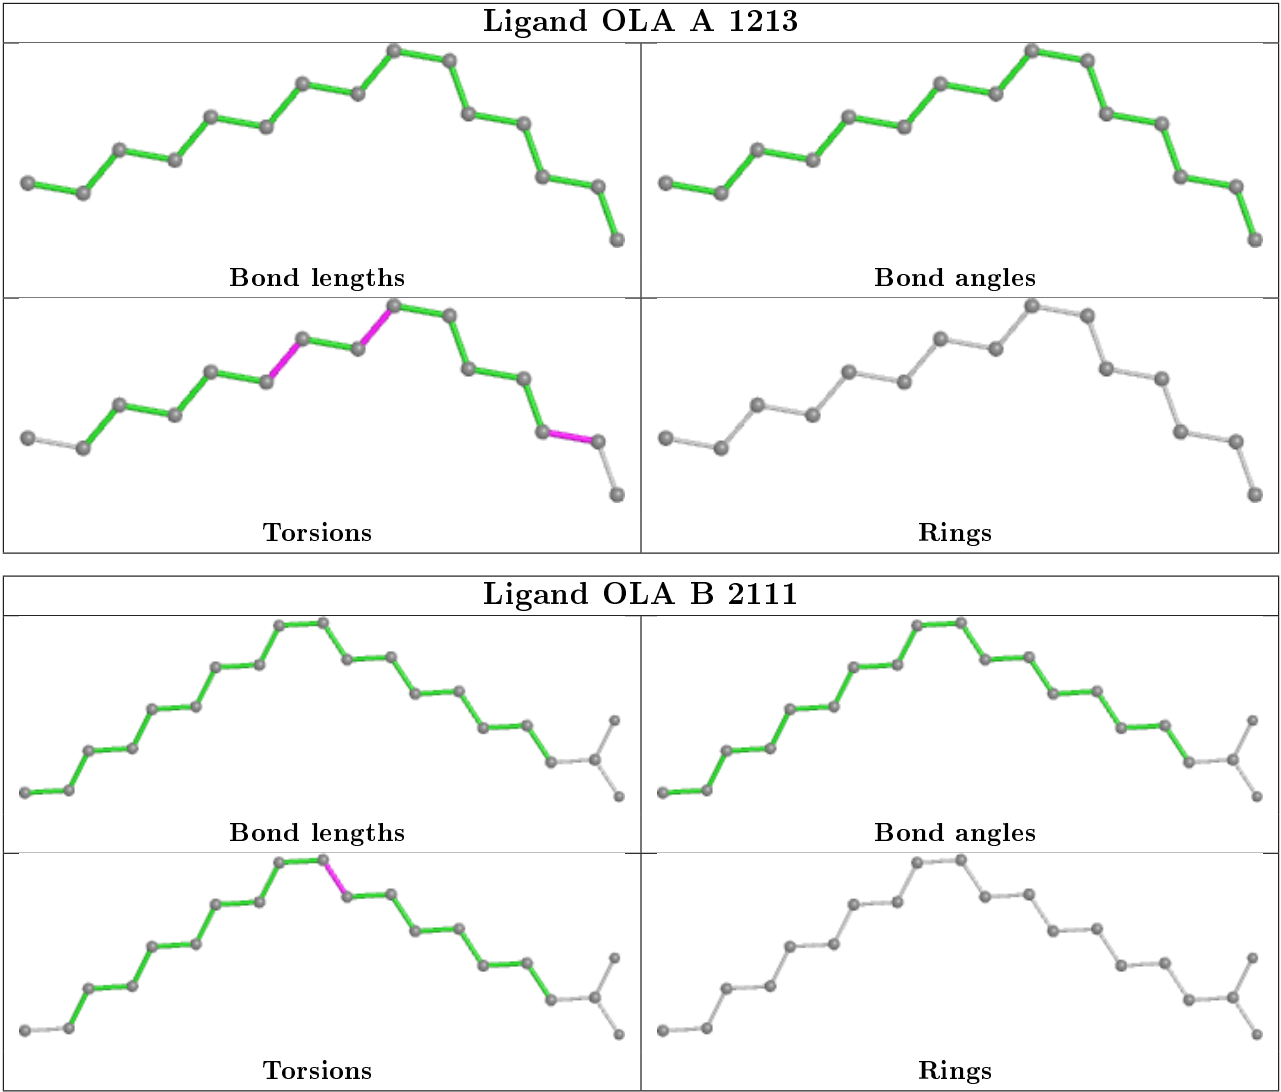 Ligand OLA A 1213
Bond lengths
Bond angles
Torsions
Rings
Ligand OLA B 2111
Bond lengths
Bond angles
Torsions
Rings